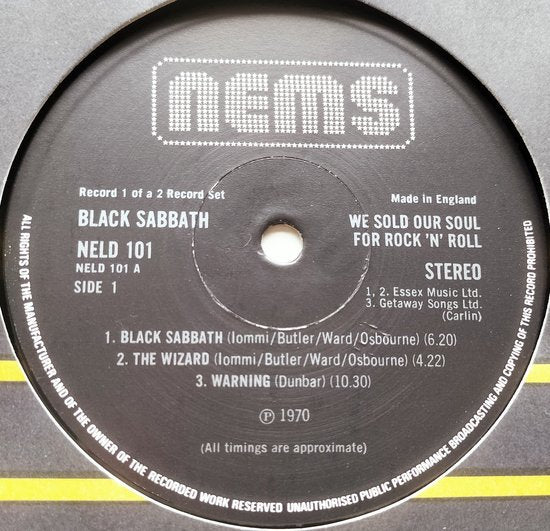 nems
Record 1 of a 2 Record Set
BLACK SABBATH
NELD 101
NELD 101 A
SIDE 1
Made in England
WE SOLD OUR SOUL
FOR ROCK 'N' ROLL
STEREO
1, 2. Essex Music Ltd.
3. Getaway Songs Ltd.
(Carlin)
1. BLACK SABBATH (Iommi/Butler/Ward/Osbourne) (6.20)
2. THE WIZARD (Iommi/Butler/Ward/Osbourne) (4.22)
3. WARNING (Dunbar) (10.30)
℗ 1970
(All timings are approximate)
ALL RIGHTS OF THE MANUFACTURER AND OF THE OWNER OF THE RECORDED WORK RESERVED UNAUTHORISED PUBLIC PERFORMANCE BROADCASTING AND COPYING OF THIS RECORD PROHIBITED